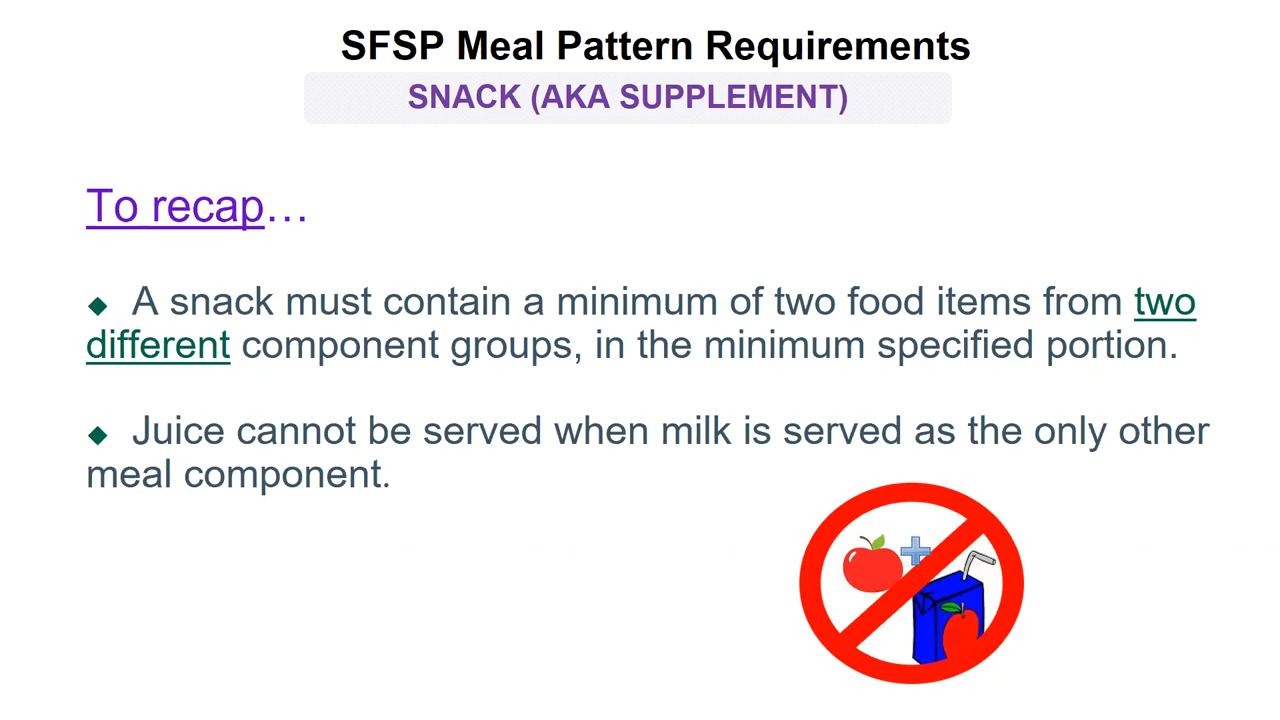 SFSP Meal Pattern Requirements
SNACK (AKA SUPPLEMENT)
To recap…
◆ A snack must contain a minimum of two food items from two
different component groups, in the minimum specified portion.
◆ Juice cannot be served when milk is served as the only other
meal component.